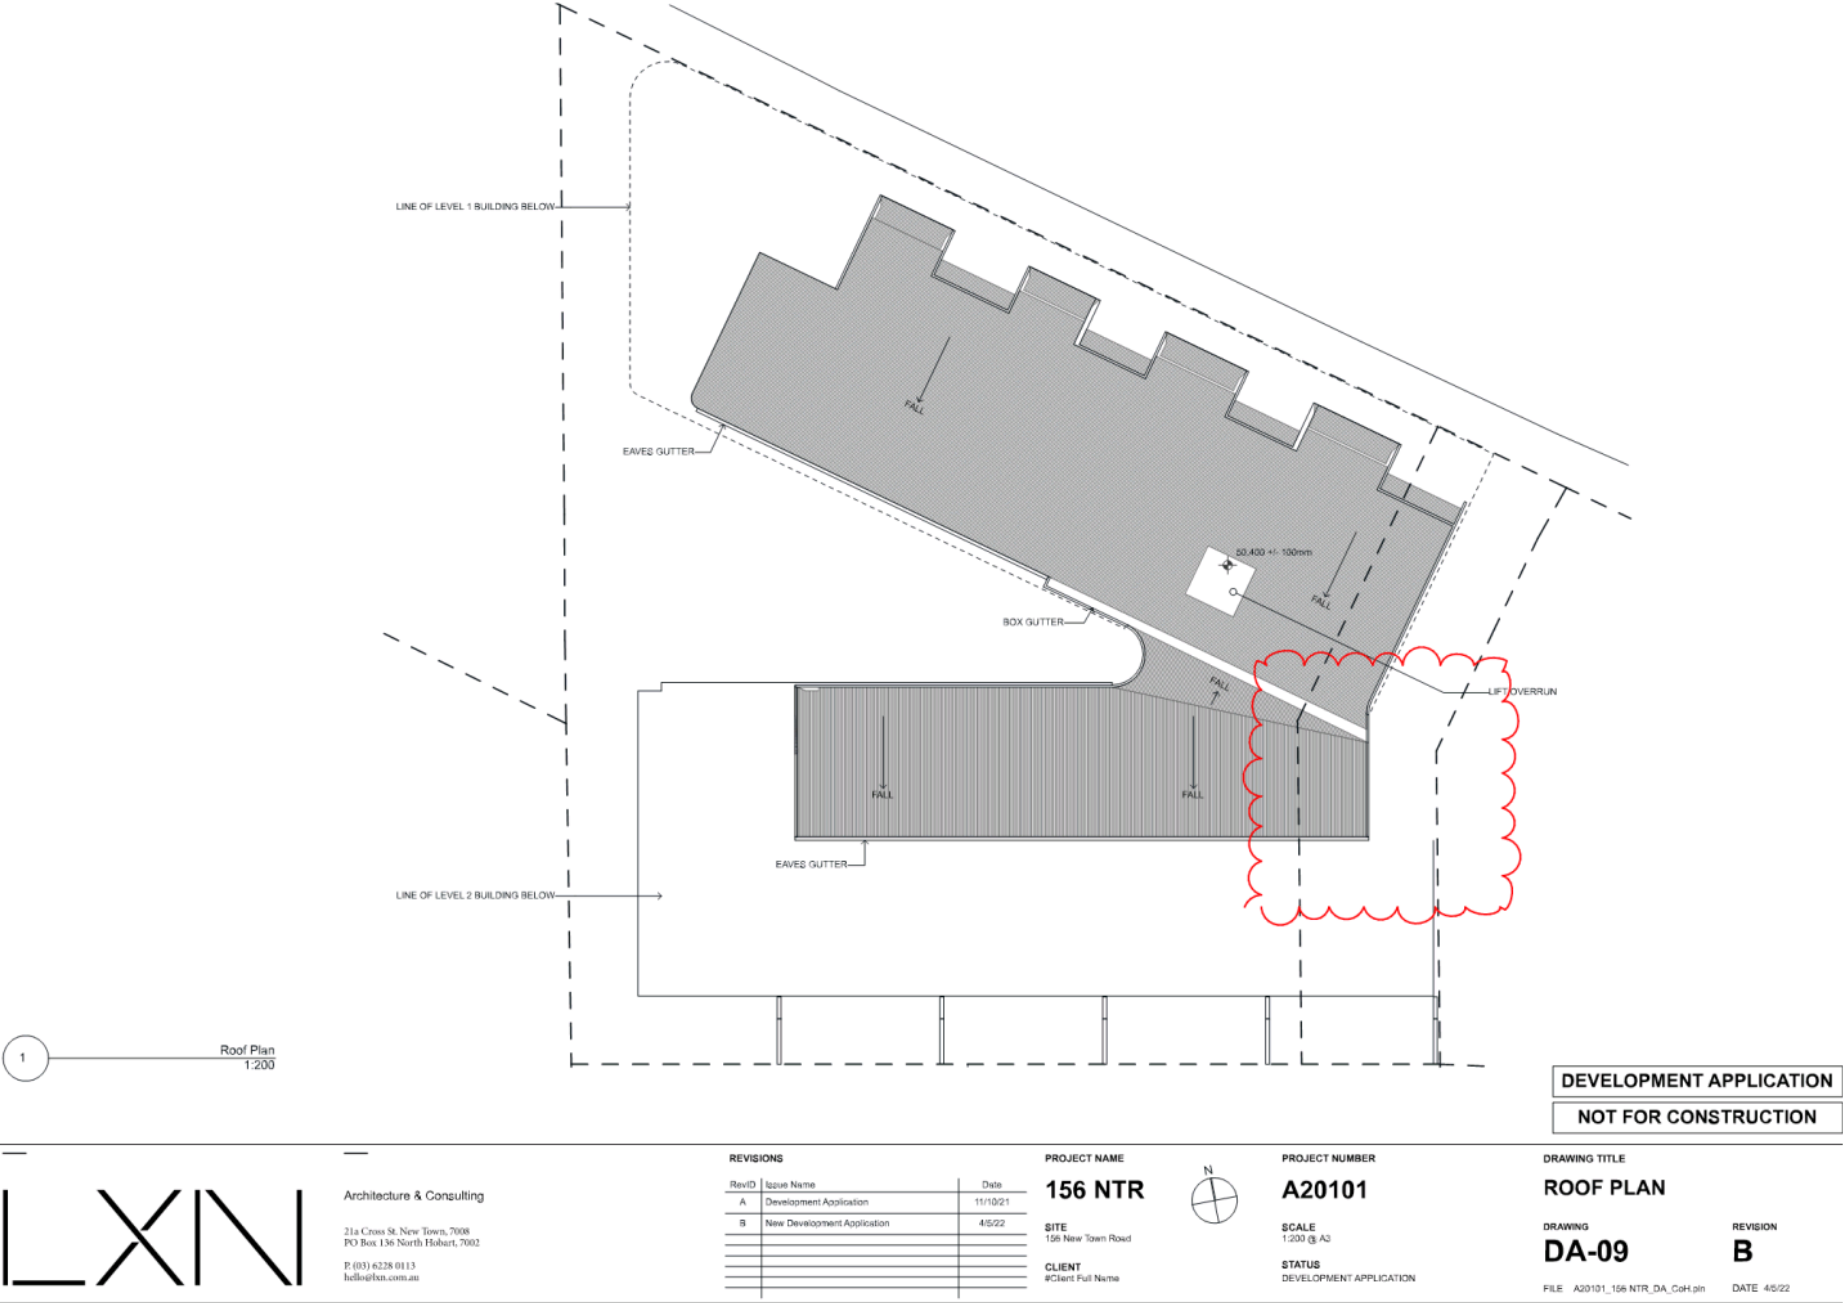 LINE OF LEVEL 1 BUILDING BELOW
FALL
EAVES GUTTER
50,400 +/- 100mm
FALL
BOX GUTTER
FALL
LIFT OVERRUN
FALL
FALL
EAVES GUTTER
LINE OF LEVEL 2 BUILDING BELOW
1
Roof Plan
1:200
DEVELOPMENT APPLICATION
NOT FOR CONSTRUCTION
LXN
Architecture & Consulting
21a Cross St. New Town, 7008
PO Box 136 North Hobart, 7002
P. (03) 6228 0113
hello@lxn.com.au
REVISIONS
RevID Issue Name Date
A Development Application 11/10/21
B New Development Application 4/5/22
PROJECT NAME
156 NTR
SITE
156 New Town Road
CLIENT
#Client Full Name
N
PROJECT NUMBER
A20101
SCALE
1:200 @ A3
STATUS
DEVELOPMENT APPLICATION
DRAWING TITLE
ROOF PLAN
DRAWING
DA-09
REVISION
B
FILE A20101_156 NTR_DA_CoH.pln
DATE 4/5/22